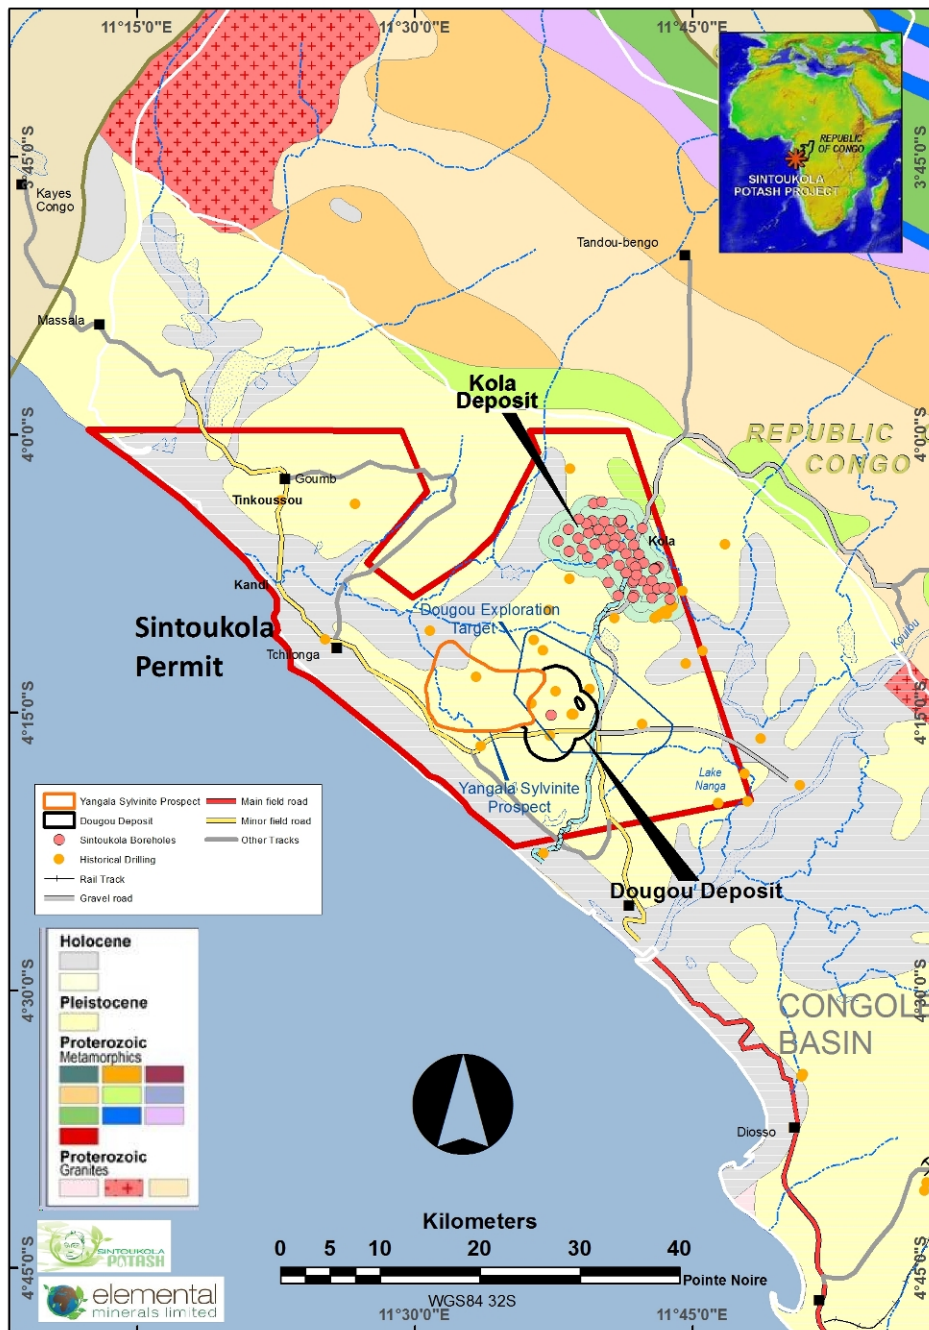 11°15'0"E
11°30'0"E
11°45'0"E
3°45'0"S
3°45'0"S
REPUBLIC
OF CONGO
SINTOUKOLA
POTASH PROJECT
Kayes
Congo
Tandou-bengo
Massala
Kola
Deposit
4°0'0"S
4°0'0"S
REPUBLIC
CONGO
Goumb
Tinkoussou
Kola
Kandi
Dougou Exploration
Target
Sintoukola
Permit
Tchilonga
Kouilou
4°15'0"S
4°15'0"S
Lake
Nanga
Yangala Sylvinite
Prospect
Yangala Sylvinite Prospect
Main field road
Dougou Deposit
Minor field road
Sintoukola Boreholes
Other Tracks
Historical Drilling
Rail Track
Gravel road
Dougou Deposit
Holocene
Pleistocene
Proterozoic
Metamorphics
Proterozoic
Granites
4°30'0"S
4°30'0"S
CONGOL
BASIN
Diosso
Kilometers
0 5 10 20 30 40
Pointe Noire
WGS84 32S
SINTOUKOLA
POTASH
elemental
minerals limited
4°45'0"S
4°45'0"S
11°30'0"E
11°45'0"E